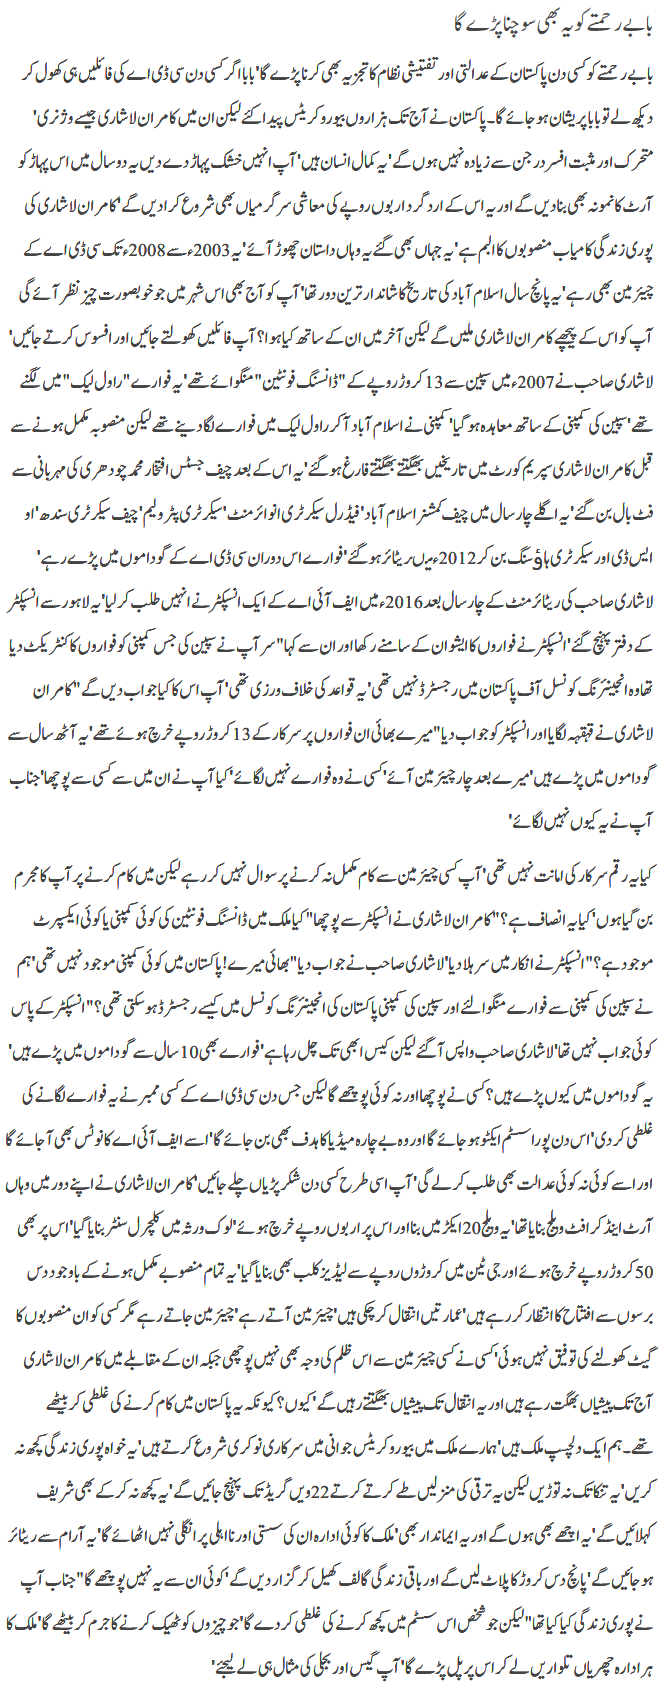 بابے رحمتے کو یہ بھی سوچنا پڑے گا
بابے رحمتے کو کسی دن پاکستان کے عدالتی اور تفتیشی نظام کا تجزیہ بھی کرنا پڑے گا' بابا اگر کسی دن سی ڈی اے کی فائلیں ہی کھول کر
دیکھ لے تو بابا پریشان ہو جائے گا۔ پاکستان نے آج تک ہزاروں بیورو کریٹس پیدا کئے لیکن ان میں کامران لاشاری جیسے وژنری'
متحرک اور مثبت افسر درجن سے زیادہ نہیں ہوں گے' یہ کمال انسان ہیں' آپ انہیں خشک پہاڑ دے دیں یہ دو سال میں اس پہاڑ کو
آرٹ کا نمونہ بھی بنا دیں گے اور یہ اس کے ارد گرد اربوں روپے کی معاشی سرگرمیاں بھی شروع کرا دیں گے' کامران لاشاری کی
پوری زندگی کامیاب منصوبوں کا البم ہے' یہ جہاں بھی گئے یہ وہاں داستان چھوڑ آئے' یہ 2003ء سے 2008ء تک سی ڈی اے کے
چیئرمین بھی رہے' یہ پانچ سال اسلام آباد کی تاریخ کا شاندار ترین دور تھا' آپ کو آج بھی اس شہر میں جو خوبصورت چیز نظر آئے گی
آپ کو اس کے پیچھے کامران لاشاری ملیں گے لیکن آخر میں ان کے ساتھ کیا ہوا؟ آپ فائلیں کھولتے جائیں اور افسوس کرتے جائیں'
لاشاری صاحب نے 2007ء میں سپین سے 13 کروڑ روپے کے "ڈانسنگ فونٹین" منگوائے تھے' یہ فوارے "راول لیک" میں لگنے
تھے' سپین کی کمپنی کے ساتھ معاہدہ ہو گیا' کمپنی نے اسلام آباد آ کر راول لیک میں فوارے لگا دینے تھے لیکن منصوبہ مکمل ہونے سے
قبل کامران لاشاری سپریم کورٹ میں تاریخیں بھگتتے بھگتتے فارغ ہو گئے' یہ اس کے بعد چیف جسٹس افتخار محمد چودھری کی مہربانی سے
فٹ بال بن گئے' یہ اگلے چار سال میں چیف کمشنر اسلام آباد' فیڈرل سیکرٹری انوائرمنٹ' سیکرٹری پٹرولیم' چیف سیکرٹری سندھ' او
ایس ڈی اور سیکرٹری ہاؤسنگ بن کر 2012ء میں ریٹائر ہو گئے' فوارے اس دوران سی ڈی اے کے گوداموں میں پڑے رہے'
لاشاری صاحب کی ریٹائرمنٹ کے چار سال بعد 2016ء میں ایف آئی اے کے ایک انسپکٹر نے انہیں طلب کر لیا' یہ لاہور سے انسپکٹر
کے دفتر پہنچ گئے' انسپکٹر نے فواروں کا ایشو ان کے سامنے رکھا اور ان سے کہا" سر آپ نے سپین کی جس کمپنی کو فواروں کا کنٹریکٹ دیا
تھا وہ انجینئرنگ کونسل آف پاکستان میں رجسٹرڈ نہیں تھی' یہ قواعد کی خلاف ورزی تھی' آپ اس کا کیا جواب دیں گے" کامران
لاشاری نے قہقہہ لگایا اور انسپکٹر کو جواب دیا" میرے بھائی ان فواروں پر سرکار کے 13 کروڑ روپے خرچ ہوئے تھے' یہ آٹھ سال سے
گوداموں میں پڑے ہیں' میرے بعد چار چیئرمین آئے' کسی نے وہ فوارے نہیں لگائے' کیا آپ نے ان میں سے کسی سے پوچھا' جناب
آپ نے یہ کیوں نہیں لگائے'
کیا یہ رقم سرکار کی امانت نہیں تھی' آپ کسی چیئرمین سے کام مکمل نہ کرنے پر سوال نہیں کر رہے لیکن میں کام کرنے پر آپ کا مجرم
بن گیا ہوں' کیا یہ انصاف ہے؟" کامران لاشاری نے انسپکٹر سے پوچھا" کیا ملک میں ڈانسنگ فونٹین کی کوئی کمپنی یا کوئی ایکسپرٹ
موجود ہے؟" انسپکٹر نے انکار میں سر ہلا دیا' لاشاری صاحب نے جواب دیا" بھائی میرے! پاکستان میں کوئی کمپنی موجود نہیں تھی' ہم
نے سپین کی کمپنی سے فوارے منگوا لئے اور سپین کی کمپنی پاکستان کی انجینئرنگ کونسل میں کیسے رجسٹرڈ ہو سکتی تھی؟" انسپکٹر کے پاس
کوئی جواب نہیں تھا' لاشاری صاحب واپس آ گئے لیکن کیس ابھی تک چل رہا ہے' فوارے بھی 10 سال سے گوداموں میں پڑے ہیں'
یہ گوداموں میں کیوں پڑے ہیں؟ کسی نے پوچھا اور نہ کوئی پوچھے گا لیکن جس دن سی ڈی اے کے کسی ممبر نے یہ فوارے لگانے کی
غلطی کر دی' اس دن پورا سسٹم ایکٹو ہو جائے گا اور وہ بے چارہ میڈیا کا ہدف بھی بن جائے گا' اسے ایف آئی اے کا نوٹس بھی آ جائے گا
اور اسے کوئی نہ کوئی عدالت بھی طلب کر لے گی' آپ اسی طرح کسی دن شکر پڑیاں چلے جائیں' کامران لاشاری نے اپنے دور میں وہاں
آرٹ اینڈ کرافٹ ویلج بنایا تھا' یہ ویلج 20 ایکڑ میں بنا اور اس پر اربوں روپے خرچ ہوئے' لوک ورثہ میں کلچرل سنٹر بنایا گیا' اس پر بھی
50 کروڑ روپے خرچ ہوئے اور جی ٹین میں کروڑوں روپے سے لیڈیز کلب بھی بنایا گیا' یہ تمام منصوبے مکمل ہونے کے باوجود دس
برسوں سے افتتاح کا انتظار کر رہے ہیں' عمارتیں انتقال کر چکی ہیں' چیئرمین آتے رہے' چیئرمین جاتے رہے مگر کسی کو ان منصوبوں کا
گیٹ کھولنے کی توفیق نہیں ہوئی' کسی نے کسی چیئرمین سے اس ظلم کی وجہ بھی نہیں پوچھی جبکہ ان کے مقابلے میں کامران لاشاری
آج تک پیشیاں بھگت رہے ہیں اور یہ انتقال تک پیشیاں بھگتتے رہیں گے' کیوں؟ کیونکہ یہ پاکستان میں کام کرنے کی غلطی کر بیٹھے
تھے۔ ہم ایک دلچسپ ملک ہیں' ہمارے ملک میں بیورو کریٹس جوانی میں سرکاری نوکری شروع کرتے ہیں' یہ خواہ پوری زندگی کچھ نہ
کریں' یہ تنکا تک نہ توڑیں لیکن یہ ترقی کی منزلیں طے کرتے کرتے 22 ویں گریڈ تک پہنچ جائیں گے' یہ کچھ نہ کر کے بھی شریف
کہلائیں گے' یہ اچھے بھی ہوں گے اور یہ ایماندار بھی' ملک کا کوئی ادارہ ان کی سستی اور نااہلی پر انگلی نہیں اٹھائے گا' یہ آرام سے ریٹائر
ہو جائیں گے' پانچ دس کروڑ کا پلاٹ لیں گے اور باقی زندگی گالف کھیل کر گزار دیں گے' کوئی ان سے یہ نہیں پوچھے گا" جناب آپ
نے پوری زندگی کیا کیا تھا" لیکن جو شخص اس سسٹم میں کچھ کرنے کی غلطی کر دے گا' جو چیزوں کو ٹھیک کرنے کا جرم کر بیٹھے گا' ملک کا
ہر ادارہ چھریاں تلواریں لے کر اس پر پل پڑے گا' آپ گیس اور بجلی کی مثال ہی لے لیجئے'